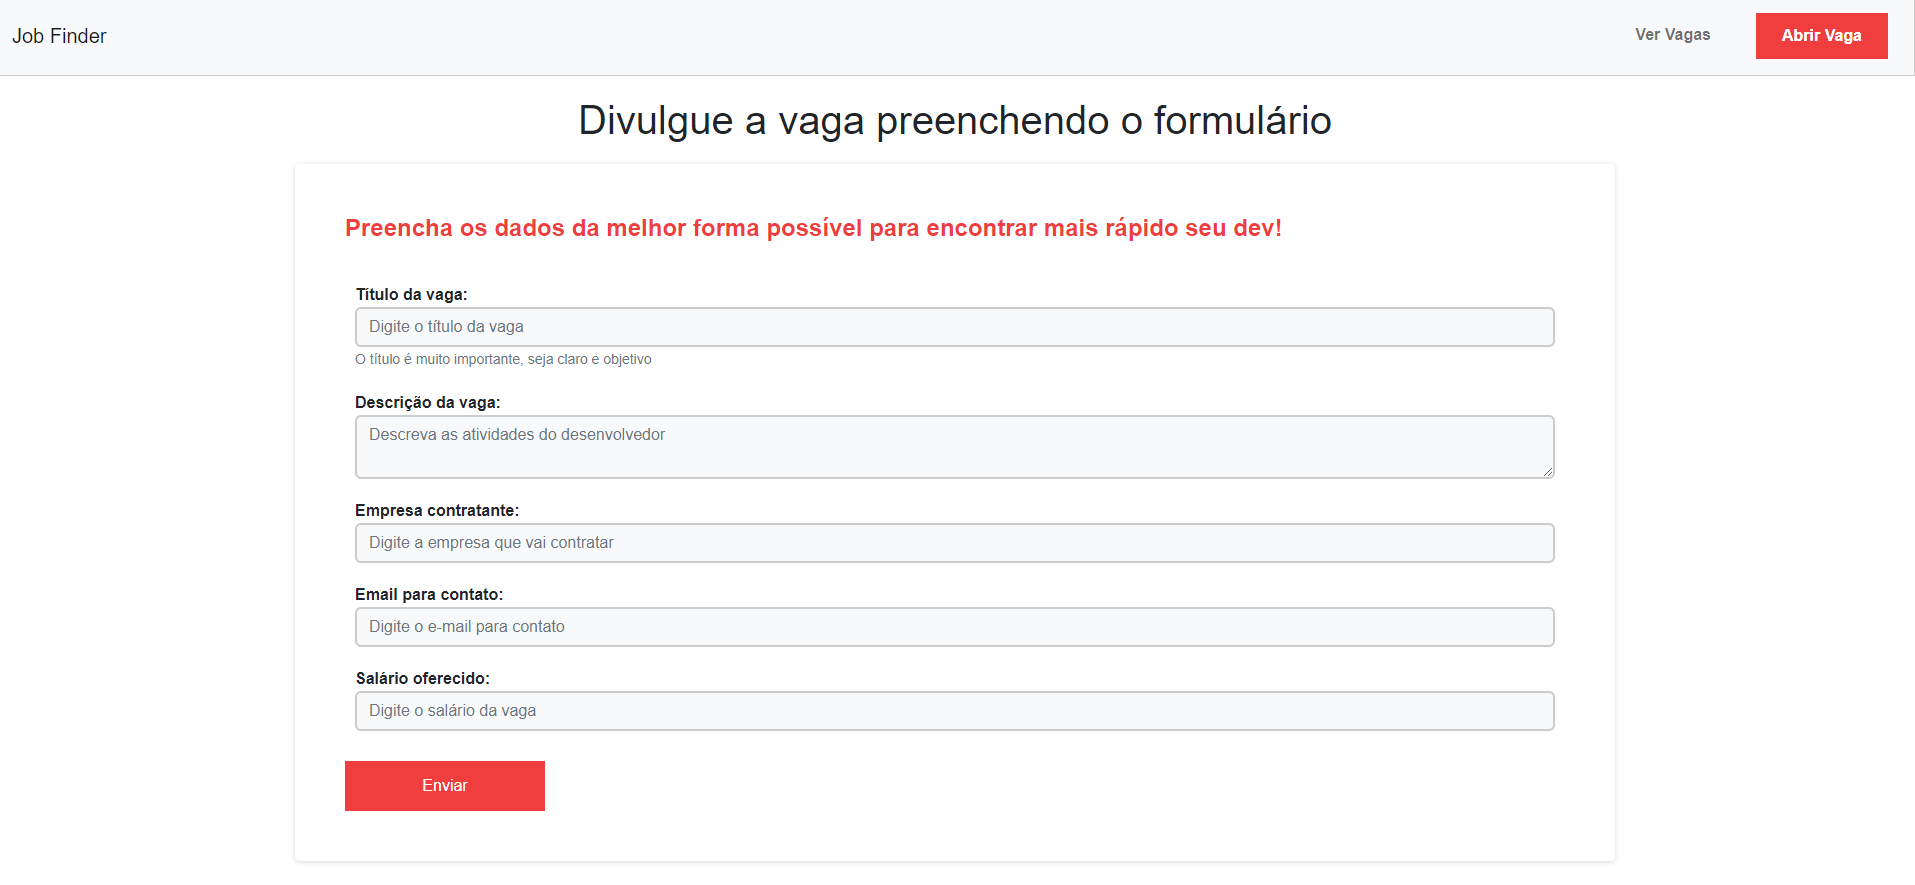 Job Finder
Ver Vagas
Abrir Vaga
Divulgue a vaga preenchendo o formulário
Preencha os dados da melhor forma possível para encontrar mais rápido seu dev!
Título da vaga:
Digite o título da vaga
O título é muito importante, seja claro e objetivo
Descrição da vaga:
Descreva as atividades do desenvolvedor
Empresa contratante:
Digite a empresa que vai contratar
Email para contato:
Digite o e-mail para contato
Salário oferecido:
Digite o salário da vaga
Enviar